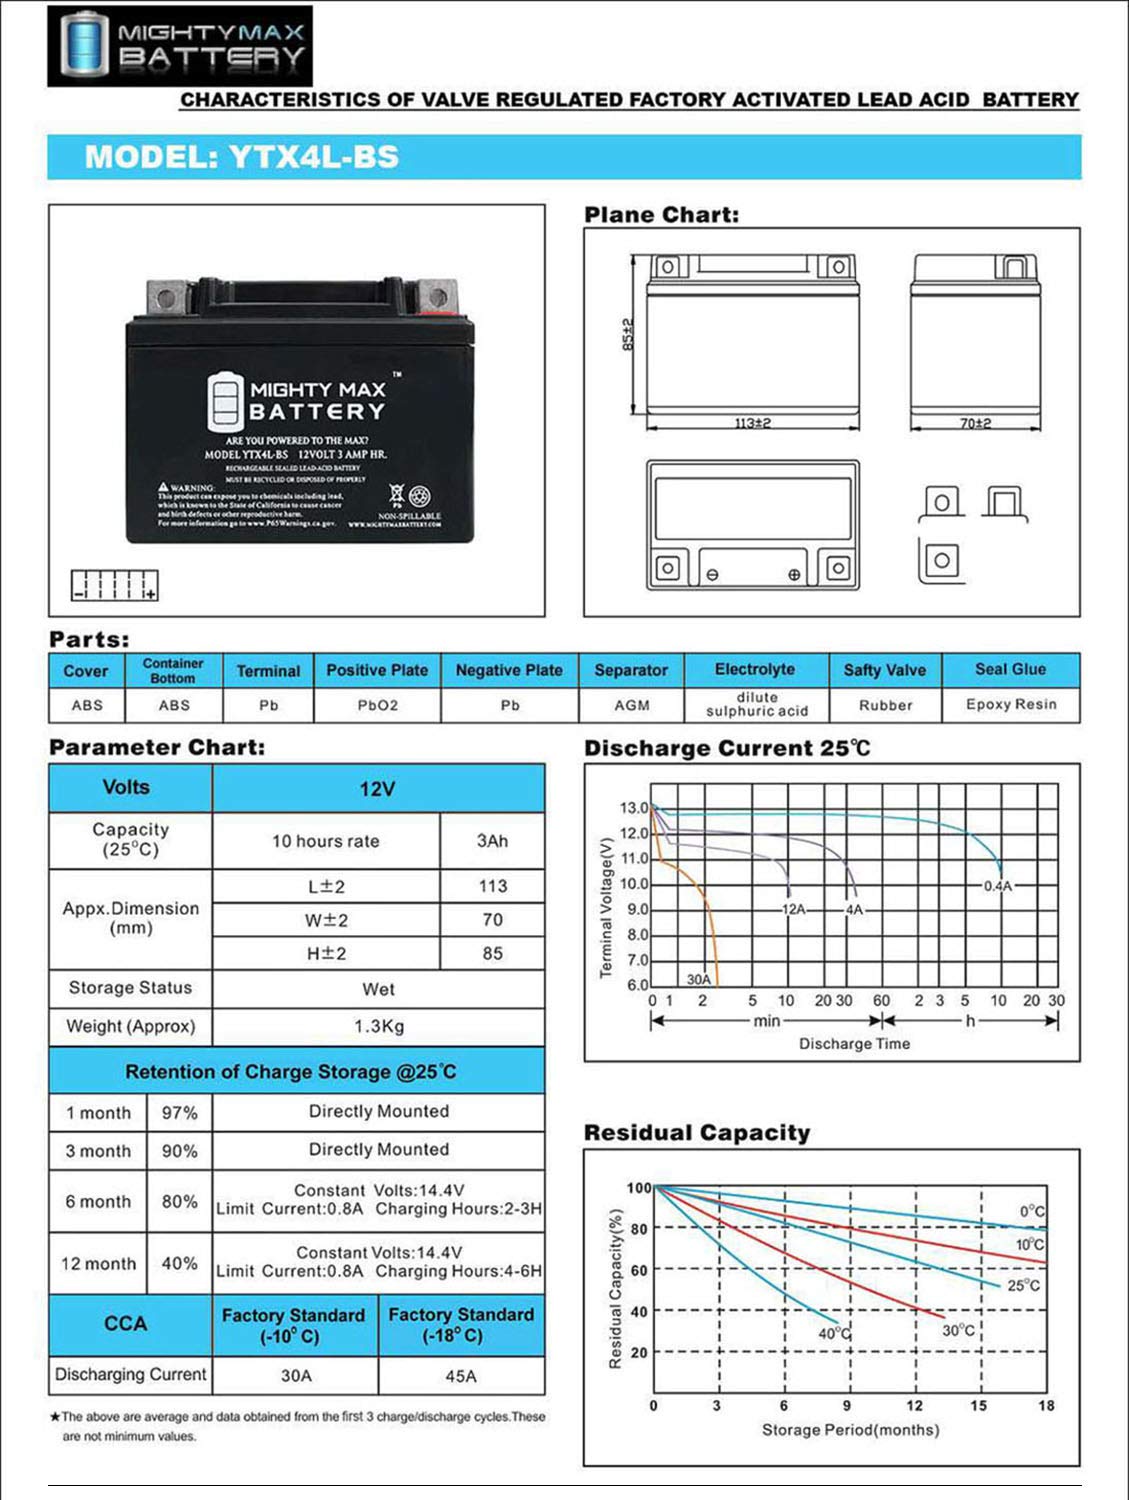 MIGHTYMAX
BATTERY
CHARACTERISTICS OF VALVE REGULATED FACTORY ACTIVATED LEAD ACID BATTERY
MODEL: YTX4L-BS
MIGHTY MAX ™
BATTERY
ARE YOU POWERED TO THE MAX?
MODEL YTX4L-BS 12VOLT 3 AMP HR.
RECHARGEABLE SEALED LEAD-ACID BATTERY
MUST BE RECYCLED OR DISPOSED OF PROPERLY
WARNING:
This product can expose you to chemicals including lead,
which is known to the State of California to cause cancer
and birth defects or other reproductive harm.
For more information go to www.P65Warnings.ca.gov.
Pb
NON-SPILLABLE
WWW.MIGHTYMAXBATTERY.COM
- +
Plane Chart:
85±2
113±2
70±2
⊖ ⊕
Parts:
Cover Container Bottom Terminal Positive Plate Negative Plate Separator Electrolyte Safty Valve Seal Glue
ABS ABS Pb PbO2 Pb AGM dilute sulphuric acid Rubber Epoxy Resin
Parameter Chart:
Volts 12V
Capacity (25°C) 10 hours rate 3Ah
Appx.Dimension (mm) L±2 113
W±2 70
H±2 85
Storage Status Wet
Weight (Approx) 1.3Kg
Retention of Charge Storage @25℃
1 month 97% Directly Mounted
3 month 90% Directly Mounted
6 month 80% Constant Volts:14.4V
Limit Current:0.8A Charging Hours:2-3H
12 month 40% Constant Volts:14.4V
Limit Current:0.8A Charging Hours:4-6H
CCA Factory Standard (-10° C) Factory Standard (-18° C)
Discharging Current 30A 45A
★The above are average and data obtained from the first 3 charge/discharge cycles.These
are not minimum values.
Discharge Current 25℃
Terminal Voltage(V)
13.0
12.0
11.0
10.0
9.0
8.0
7.0
6.0
0.4A
12A
4A
30A
0 1 2 5 10 20 30 60 2 3 5 10 20 30
min h
Discharge Time
Residual Capacity
Residual Capacity(%)
100
80
60
40
20
0°C
10°C
25°C
30°C
40°C
0 3 6 9 12 15 18
Storage Period(months)